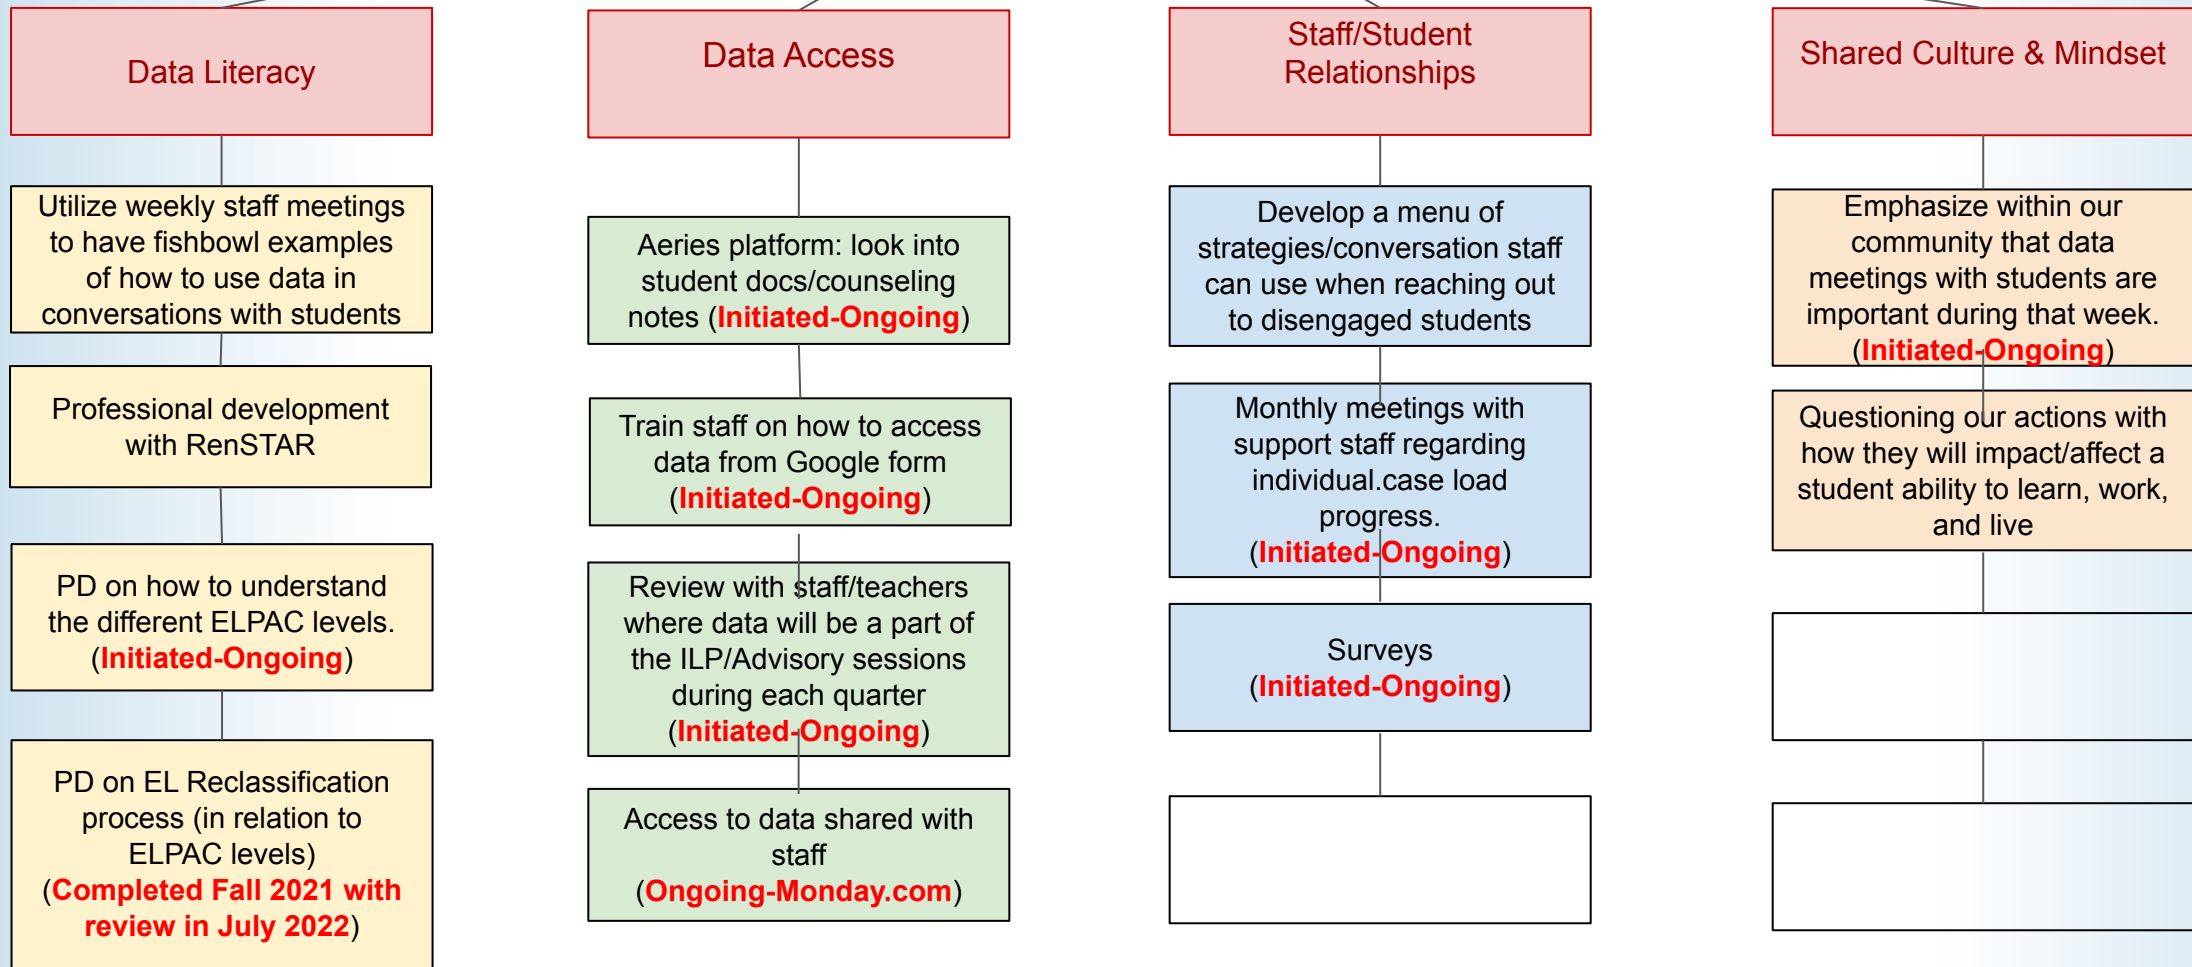 Data Literacy
Utilize weekly staff meetings
to have fishbowl examples
of how to use data in
conversations with students
Professional development
with RenSTAR
PD on how to understand
the different ELPAC levels.
(Initiated-Ongoing)
PD on EL Reclassification
process (in relation to
ELPAC levels)
(Completed Fall 2021 with
review in July 2022)
Data Access
Aeries platform: look into
student docs/counseling
notes (Initiated-Ongoing)
Train staff on how to access
data from Google form
(Initiated-Ongoing)
Review with staff/teachers
where data will be a part of
the ILP/Advisory sessions
during each quarter
(Initiated-Ongoing)
Access to data shared with
staff
(Ongoing-Monday.com)
Staff/Student
Relationships
Develop a menu of
strategies/conversation staff
can use when reaching out
to disengaged students
Monthly meetings with
support staff regarding
individual.case load
progress.
(Initiated-Ongoing)
Surveys
(Initiated-Ongoing)
Shared Culture & Mindset
Emphasize within our
community that data
meetings with students are
important during that week.
(Initiated-Ongoing)
Questioning our actions with
how they will impact/affect a
student ability to learn, work,
and live